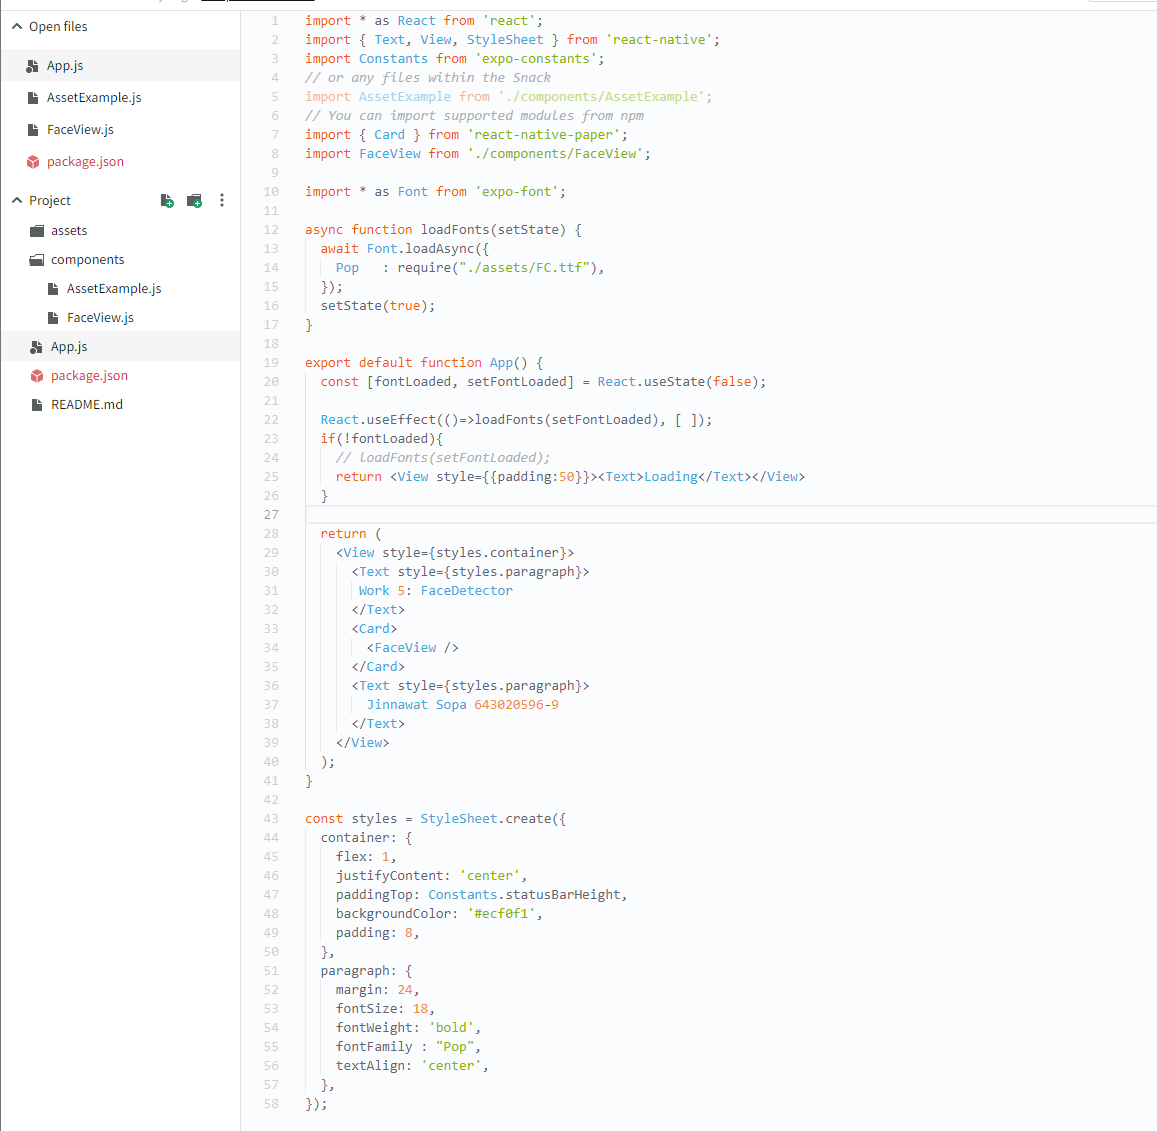 Open files
App.js
AssetExample.js
FaceView.js
package.json
Project
assets
components
AssetExample.js
FaceView.js
App.js
package.json
README.md
1 import * as React from 'react';
2 import { Text, View, StyleSheet } from 'react-native';
3 import Constants from 'expo-constants';
4 // or any files within the Snack
5 import AssetExample from './components/AssetExample';
6 // You can import supported modules from npm
7 import { Card } from 'react-native-paper';
8 import FaceView from './components/FaceView';
9
10 import * as Font from 'expo-font';
11
12 async function loadFonts(setState) {
13   await Font.loadAsync({
14     Pop   : require("./assets/FC.ttf"),
15   });
16   setState(true);
17 }
18
19 export default function App() {
20   const [fontLoaded, setFontLoaded] = React.useState(false);
21
22   React.useEffect(()=>loadFonts(setFontLoaded), [ ]);
23   if(!fontLoaded){
24     // loadFonts(setFontLoaded);
25     return <View style={{padding:50}}><Text>Loading</Text></View>
26   }
27
28   return (
29     <View style={styles.container}>
30       <Text style={styles.paragraph}>
31        Work 5: FaceDetector
32       </Text>
33       <Card>
34         <FaceView />
35       </Card>
36       <Text style={styles.paragraph}>
37         Jinnawat Sopa 643020596-9
38       </Text>
39     </View>
40   );
41 }
42
43 const styles = StyleSheet.create({
44   container: {
45     flex: 1,
46     justifyContent: 'center',
47     paddingTop: Constants.statusBarHeight,
48     backgroundColor: '#ecf0f1',
49     padding: 8,
50   },
51   paragraph: {
52     margin: 24,
53     fontSize: 18,
54     fontWeight: 'bold',
55     fontFamily : "Pop",
56     textAlign: 'center',
57   },
58 });